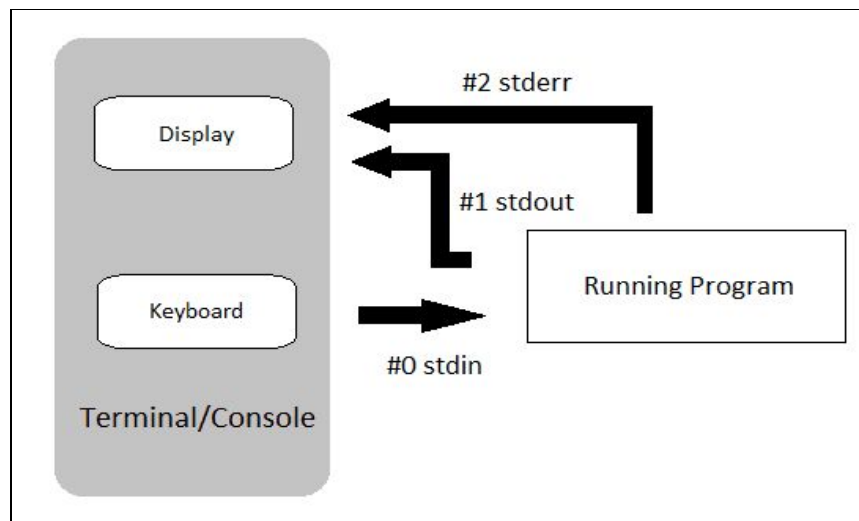 #2 stderr
Display
#1 stdout
Running Program
Keyboard
#0 stdin
Terminal/Console